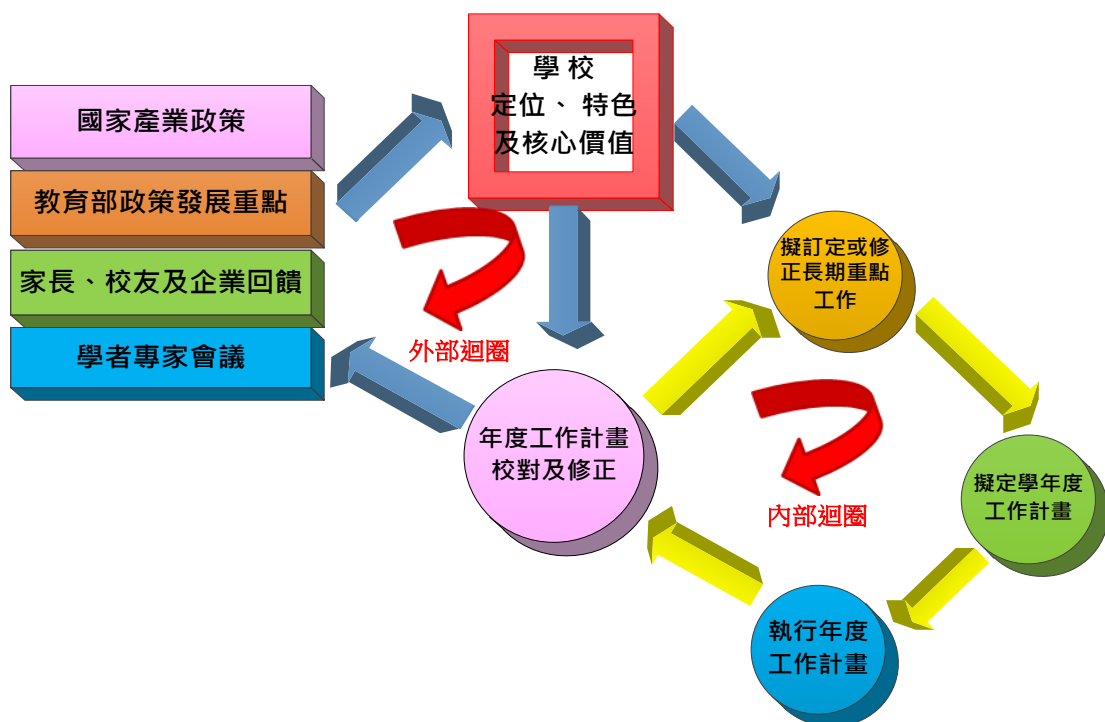 學 校
定位 、 特色
及核心價值
國家產業政策
教育部政策發展重點
家長、校友及企業回饋
學者專家會議
外部迴圈
擬訂定或修
正長期重點
工作
年度工作計畫
校對及修正
內部迴圈
擬定學年度
工作計畫
執行年度
工作計畫